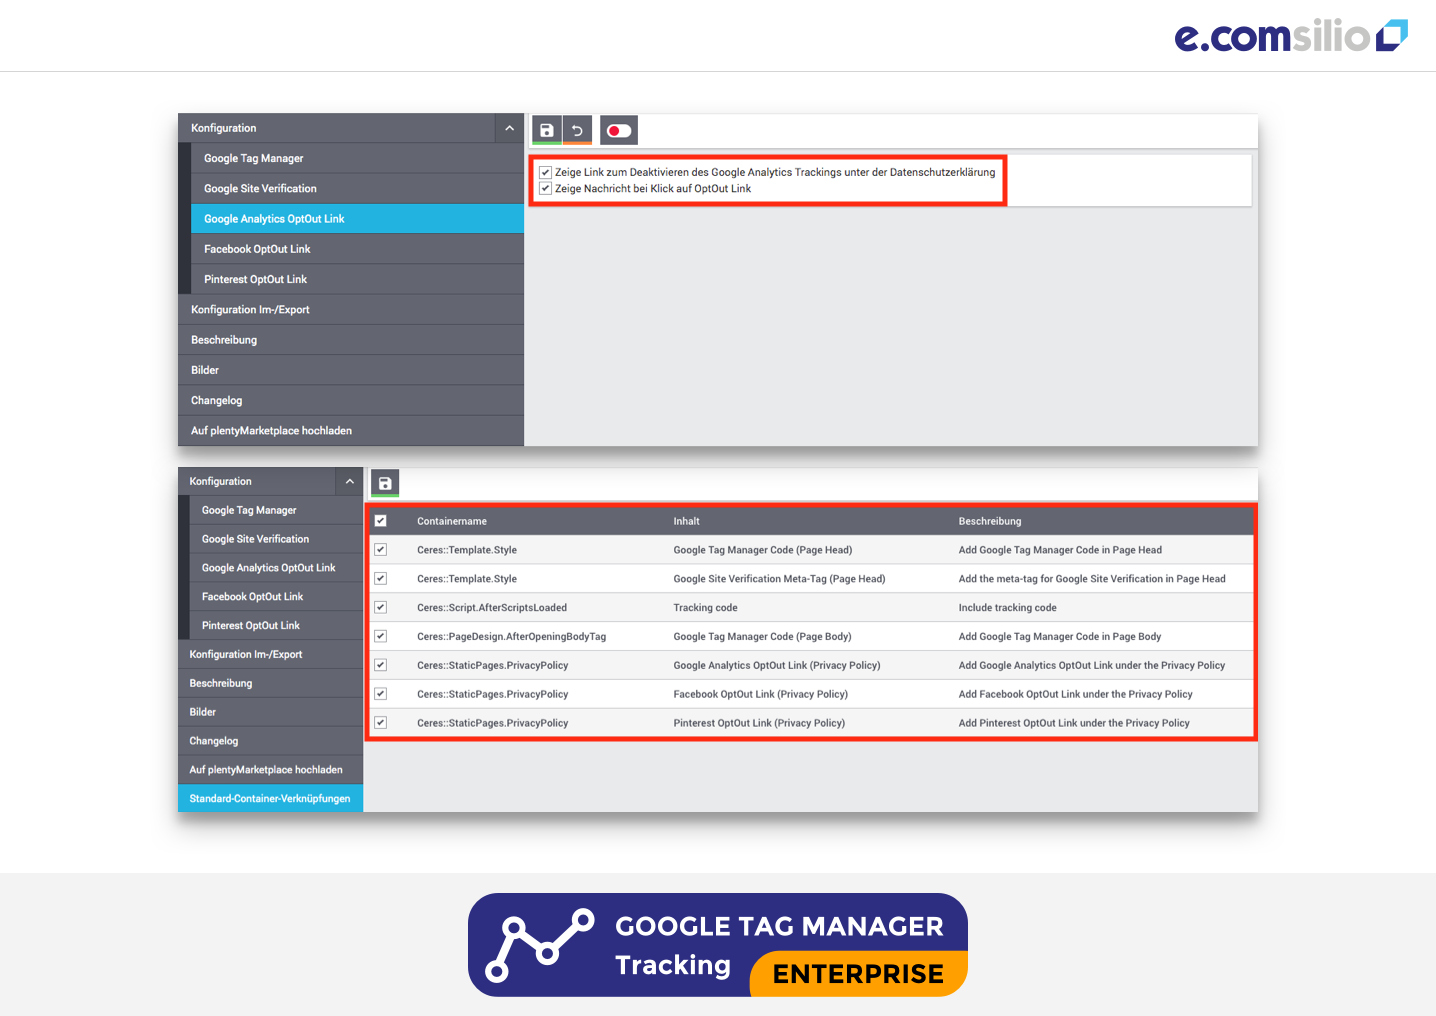 e.comsilio
Konfiguration
Google Tag Manager
Google Site Verification
Google Analytics OptOut Link
Facebook OptOut Link
Pinterest OptOut Link
Konfiguration Im-/Export
Beschreibung
Bilder
Changelog
Auf plentyMarketplace hochladen
Zeige Link zum Deaktivieren des Google Analytics Trackings unter der Datenschutzerklärung
Zeige Nachricht bei Klick auf OptOut Link
Konfiguration
Google Tag Manager
Google Site Verification
Google Analytics OptOut Link
Facebook OptOut Link
Pinterest OptOut Link
Konfiguration Im-/Export
Beschreibung
Bilder
Changelog
Auf plentyMarketplace hochladen
Standard-Container-Verknüpfungen
Containername Inhalt Beschreibung
Ceres::Template.Style Google Tag Manager Code (Page Head) Add Google Tag Manager Code in Page Head
Ceres::Template.Style Google Site Verification Meta-Tag (Page Head) Add the meta-tag for Google Site Verification in Page Head
Ceres::Script.AfterScriptsLoaded Tracking code Include tracking code
Ceres::PageDesign.AfterOpeningBodyTag Google Tag Manager Code (Page Body) Add Google Tag Manager Code in Page Body
Ceres::StaticPages.PrivacyPolicy Google Analytics OptOut Link (Privacy Policy) Add Google Analytics OptOut Link under the Privacy Policy
Ceres::StaticPages.PrivacyPolicy Facebook OptOut Link (Privacy Policy) Add Facebook OptOut Link under the Privacy Policy
Ceres::StaticPages.PrivacyPolicy Pinterest OptOut Link (Privacy Policy) Add Pinterest OptOut Link under the Privacy Policy
GOOGLE TAG MANAGER
Tracking
ENTERPRISE